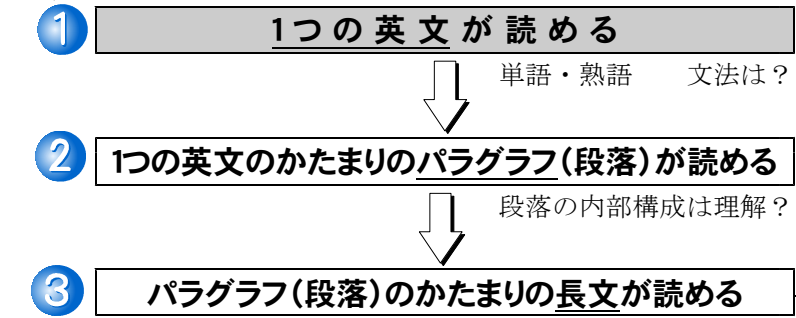 1 1つの英文が読める
単語・熟語 文法は?
2 1つの英文のかたまりのパラグラフ(段落)が読める
段落の内部構成は理解?
3 パラグラフ(段落)のかたまりの長文が読める